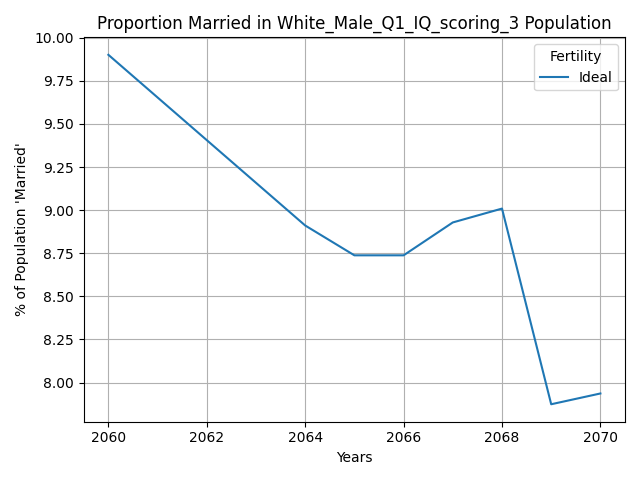 Proportion Married in White_Male_Q1_IQ_scoring_3 Population
Fertility
Ideal
% of Population 'Married'
10.00
9.75
9.50
9.25
9.00
8.75
8.50
8.25
8.00
2060 2062 2064 2066 2068 2070
Years